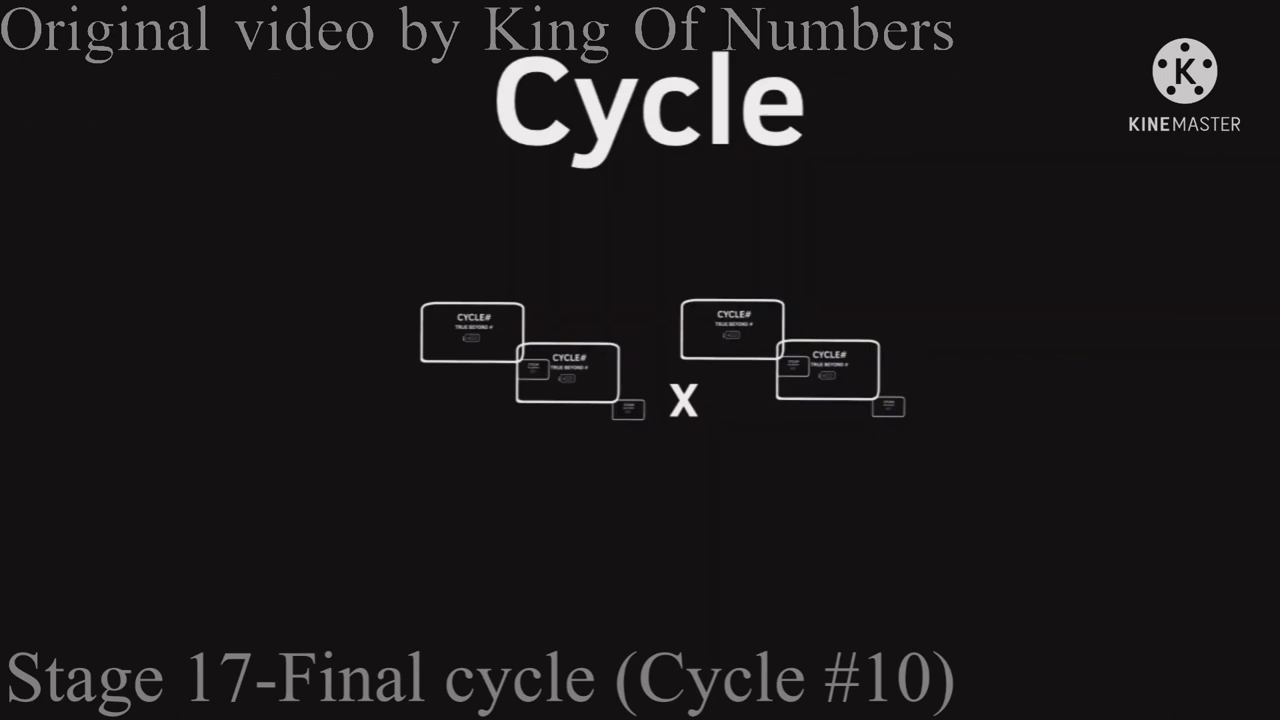 Original video by King Of Numbers
Cycle
K
KINEMASTER
CYCLE#
TRUE BEYOND #
CYCLE#
TRUE BEYOND #
X
CYCLE#
TRUE BEYOND #
CYCLE#
TRUE BEYOND #
Stage 17-Final cycle (Cycle #10)